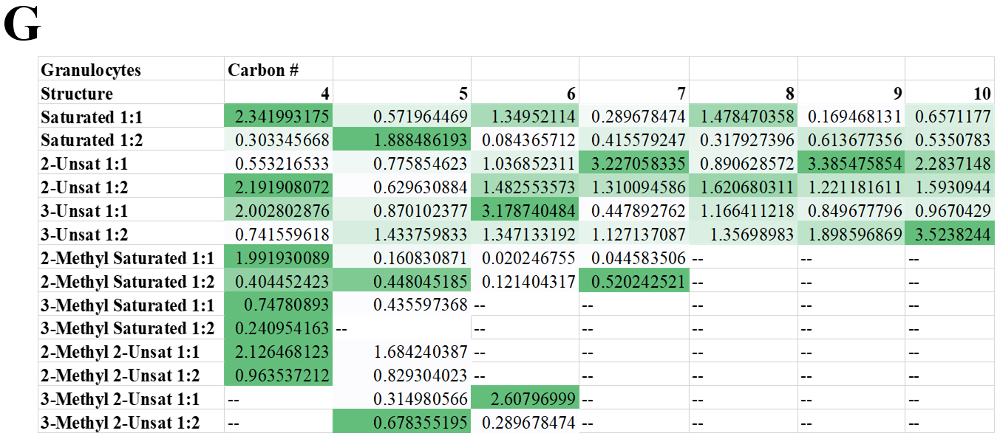 G
Granulocytes Carbon #
Structure 4 5 6 7 8 9 10
Saturated 1:1 2.341993175 0.571964469 1.34952114 0.289678474 1.478470358 0.169468131 0.6571177
Saturated 1:2 0.303345668 1.888486193 0.084365712 0.415579247 0.317927396 0.613677356 0.5350783
2-Unsat 1:1 0.553216533 0.775854623 1.036852311 3.227058335 0.890628572 3.385475854 2.2837148
2-Unsat 1:2 2.191908072 0.629630884 1.482553573 1.310094586 1.620680311 1.221181611 1.5930944
3-Unsat 1:1 2.002802876 0.870102377 3.178740484 0.447892762 1.166411218 0.849677796 0.9670429
3-Unsat 1:2 0.741559618 1.433759833 1.347133192 1.127137087 1.35698983 1.898596869 3.5238244
2-Methyl Saturated 1:1 1.991930089 0.160830871 0.020246755 0.044583506 -- -- --
2-Methyl Saturated 1:2 0.404452423 0.448045185 0.121404317 0.520242521 -- -- --
3-Methyl Saturated 1:1 0.74780893 0.435597368 -- -- -- -- --
3-Methyl Saturated 1:2 0.240954163 -- -- -- -- -- --
2-Methyl 2-Unsat 1:1 2.126468123 1.684240387 -- -- -- -- --
2-Methyl 2-Unsat 1:2 0.963537212 0.829304023 -- -- -- -- --
3-Methyl 2-Unsat 1:1 -- 0.314980566 2.60796999 -- -- -- --
3-Methyl 2-Unsat 1:2 -- 0.678355195 0.289678474 -- -- -- --